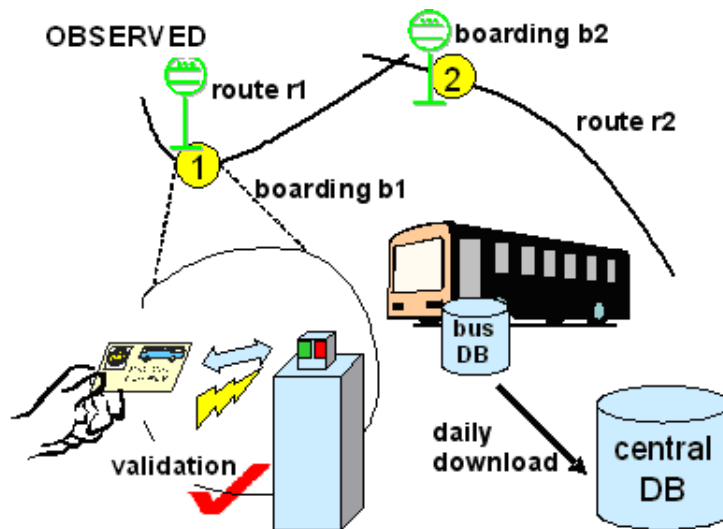 OBSERVED
boarding b2
route r1
2
route r2
1
boarding b1
bus
DB
daily
download
central
DB
validation